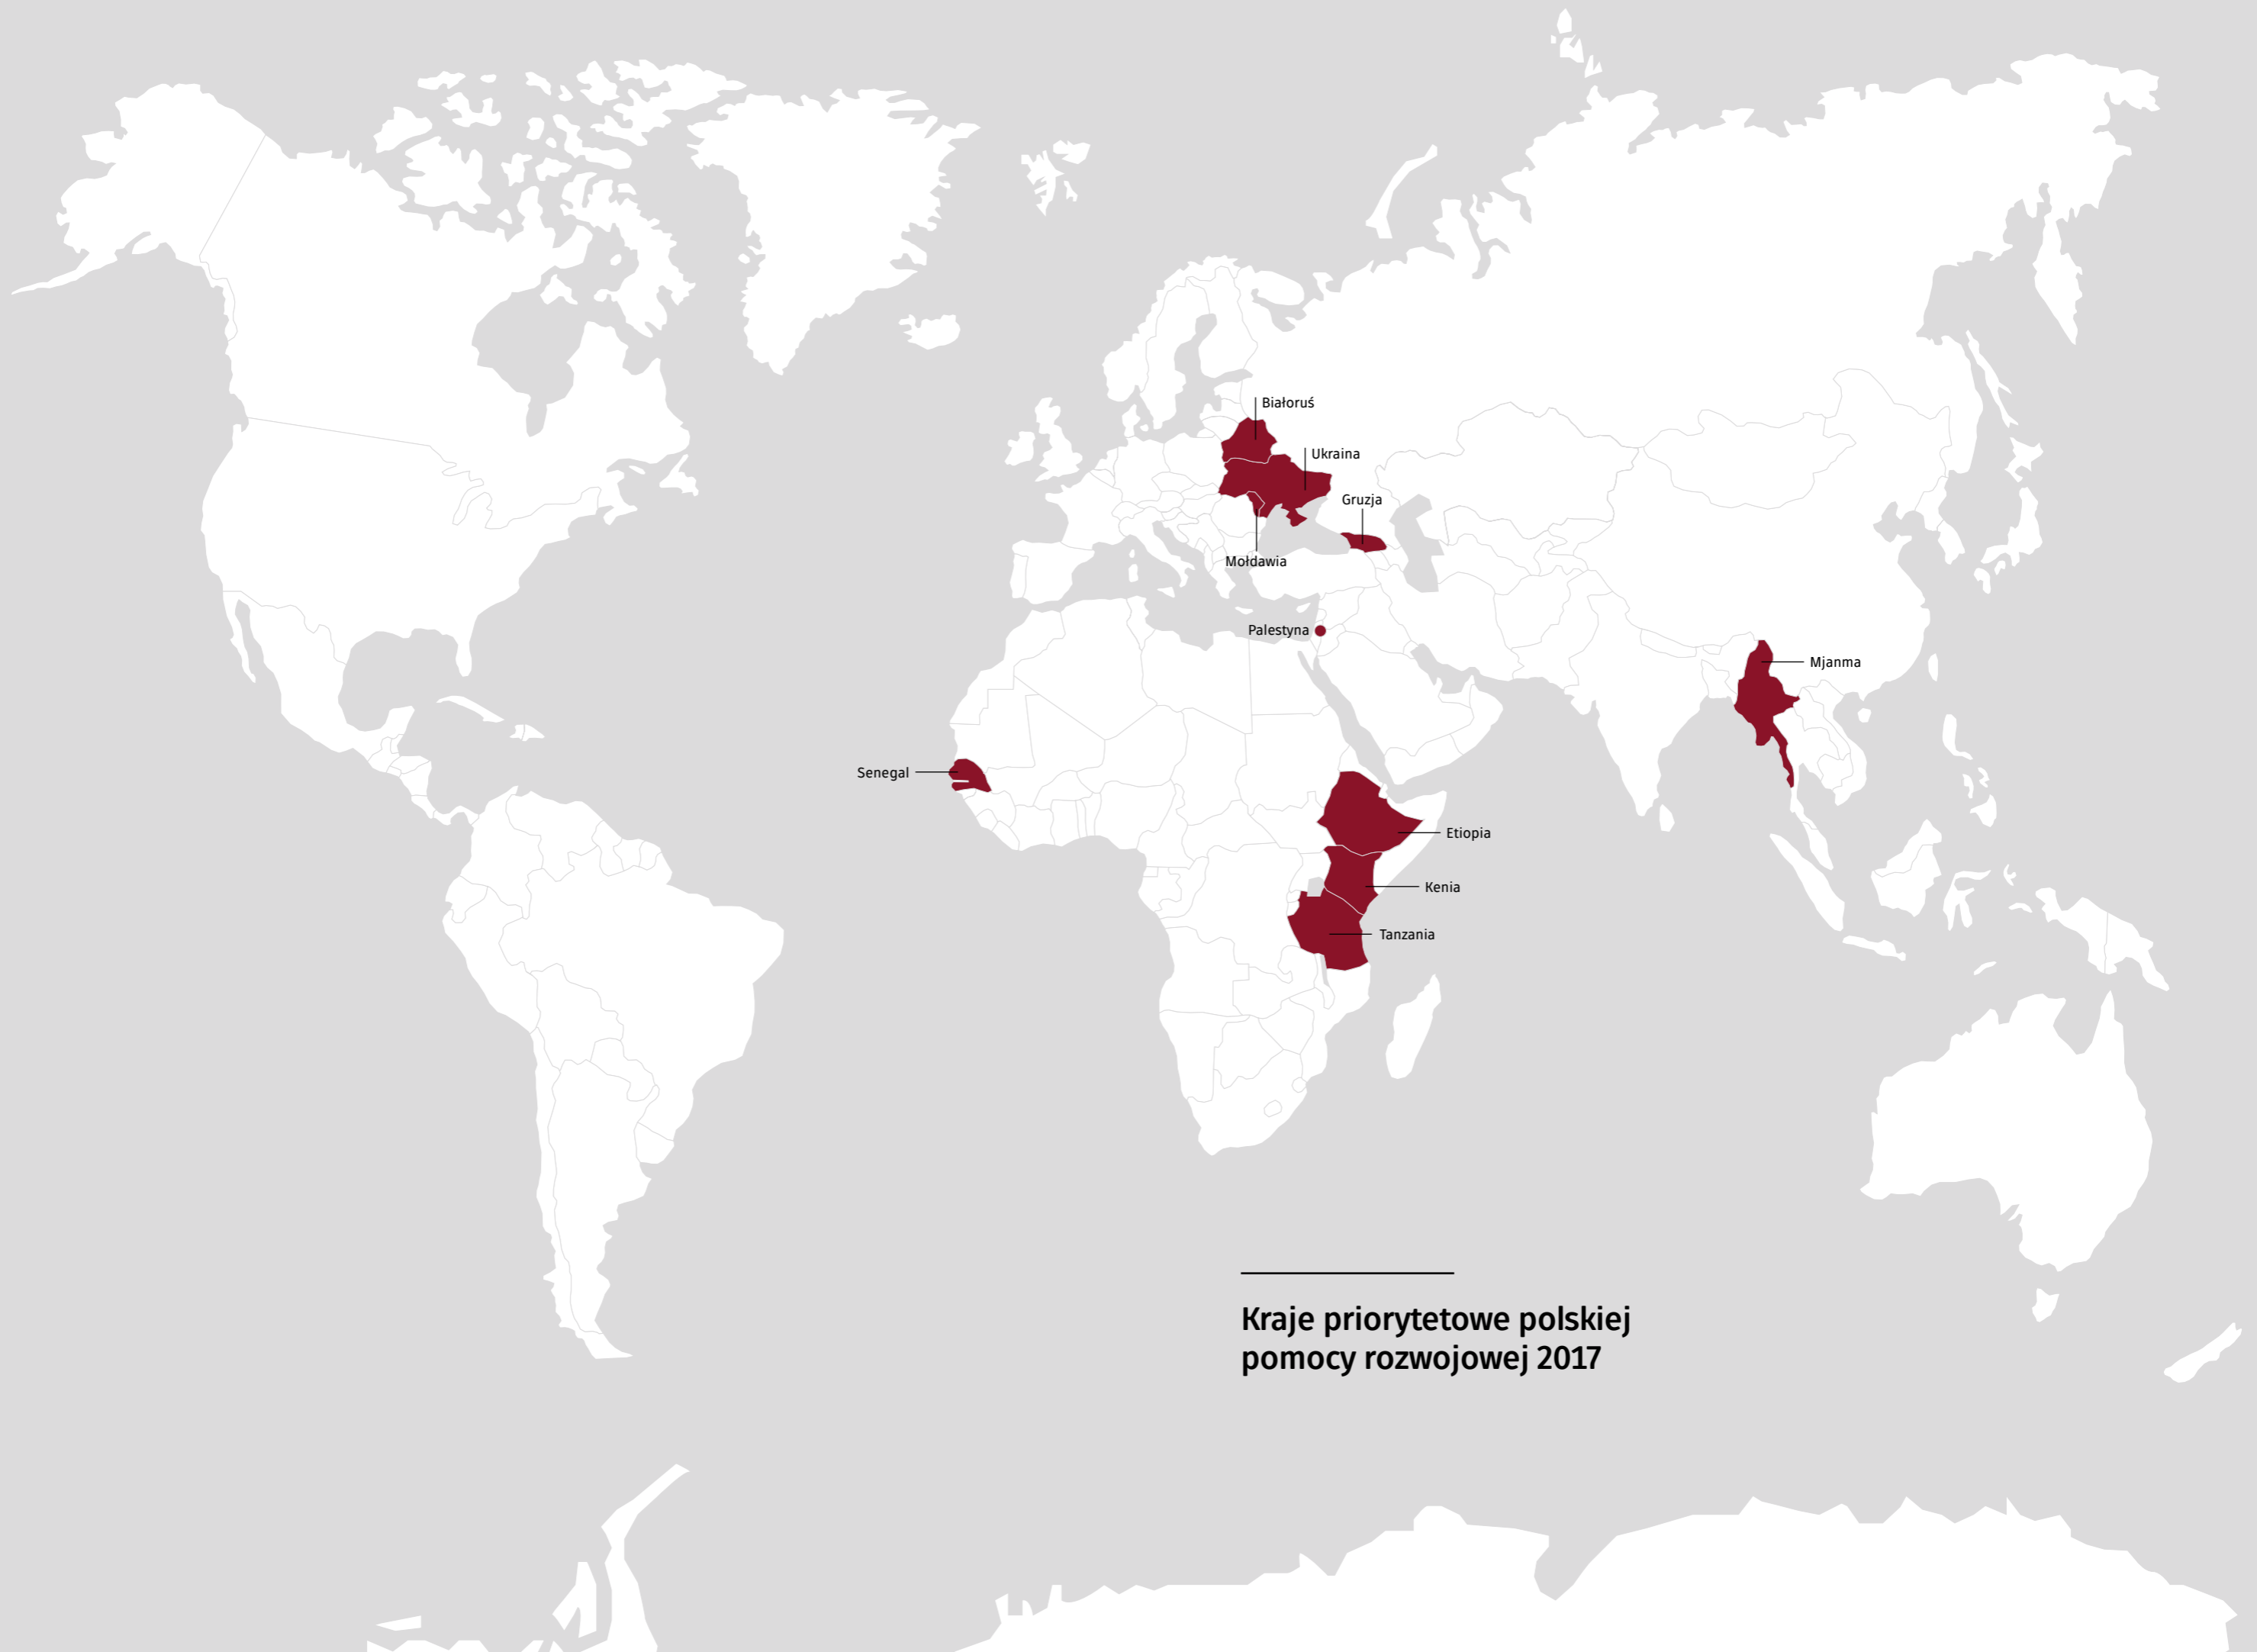 Białoruś
Ukraina
Gruzja
Mołdawia
Palestyna
Mjanma
Senegal
Etiopia
Kenia
Tanzania
Kraje priorytetowe polskiej
pomocy rozwojowej 2017